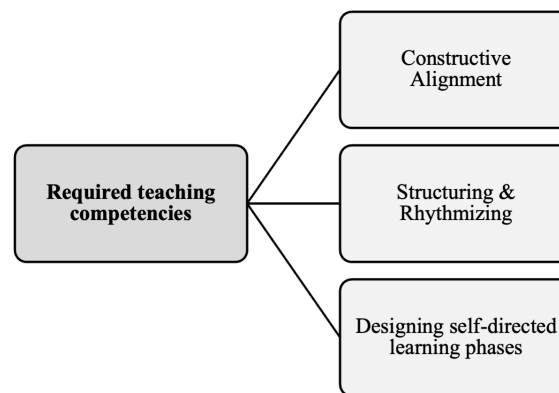 Required teaching
competencies
Constructive
Alignment
Structuring &
Rhythmizing
Designing self-directed
learning phases